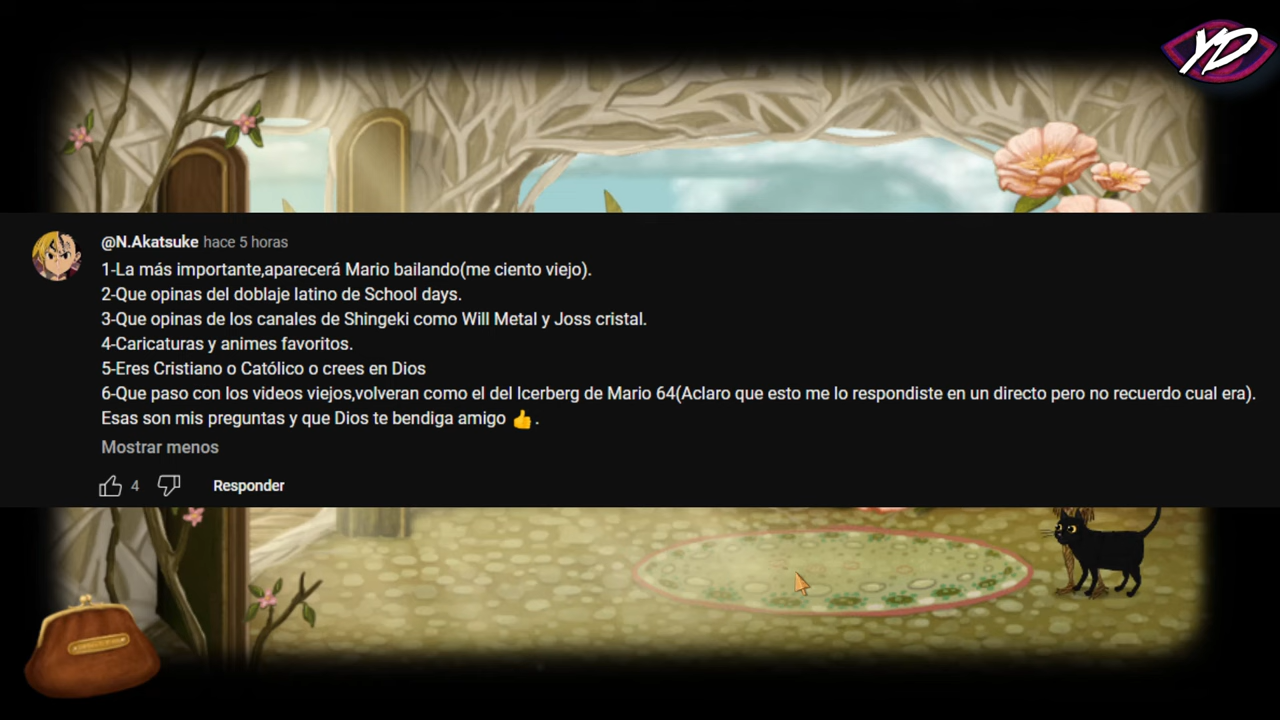 YD
@N.Akatsuke hace 5 horas
1-La más importante,aparecerá Mario bailando(me ciento viejo).
2-Que opinas del doblaje latino de School days.
3-Que opinas de los canales de Shingeki como Will Metal y Joss cristal.
4-Caricaturas y animes favoritos.
5-Eres Cristiano o Católico o crees en Dios
6-Que paso con los videos viejos,volveran como el del Icerberg de Mario 64(Aclaro que esto me lo respondiste en un directo pero no recuerdo cual era).
Esas son mis preguntas y que Dios te bendiga amigo 👍.
Mostrar menos
4 Responder